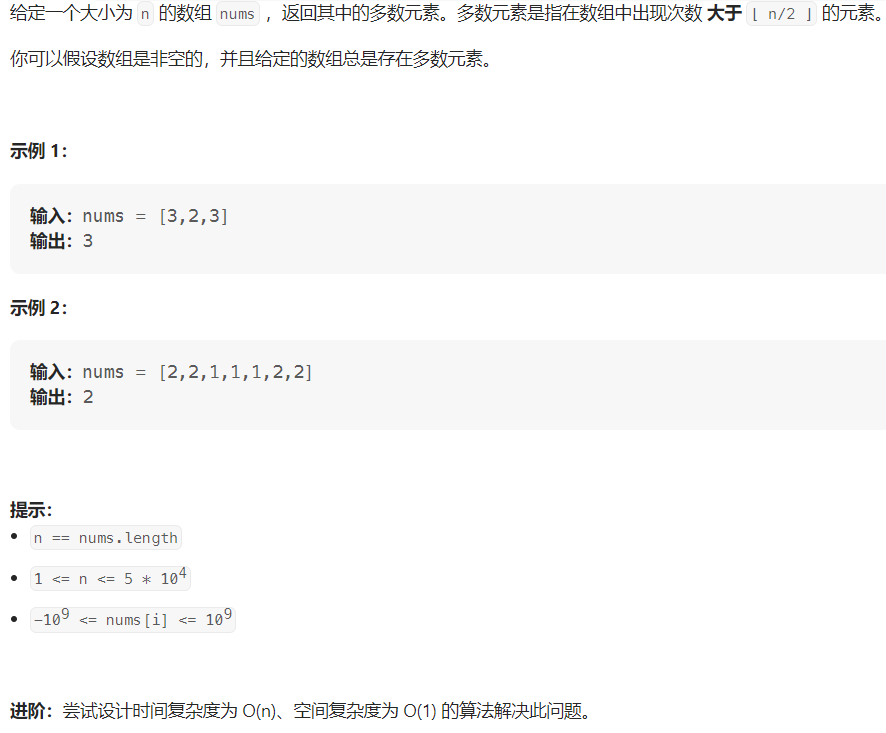 给定一个大小为 n 的数组 nums ，返回其中的多数元素。多数元素是指在数组中出现次数 大于 ⌊ n/2 ⌋ 的元素。
你可以假设数组是非空的，并且给定的数组总是存在多数元素。
示例 1：
输入：nums = [3,2,3]
输出：3
示例 2：
输入：nums = [2,2,1,1,1,2,2]
输出：2
提示：
• n == nums.length
• 1 <= n <= 5 * 10⁴
• -10⁹ <= nums[i] <= 10⁹
进阶：尝试设计时间复杂度为 O(n)、空间复杂度为 O(1) 的算法解决此问题。